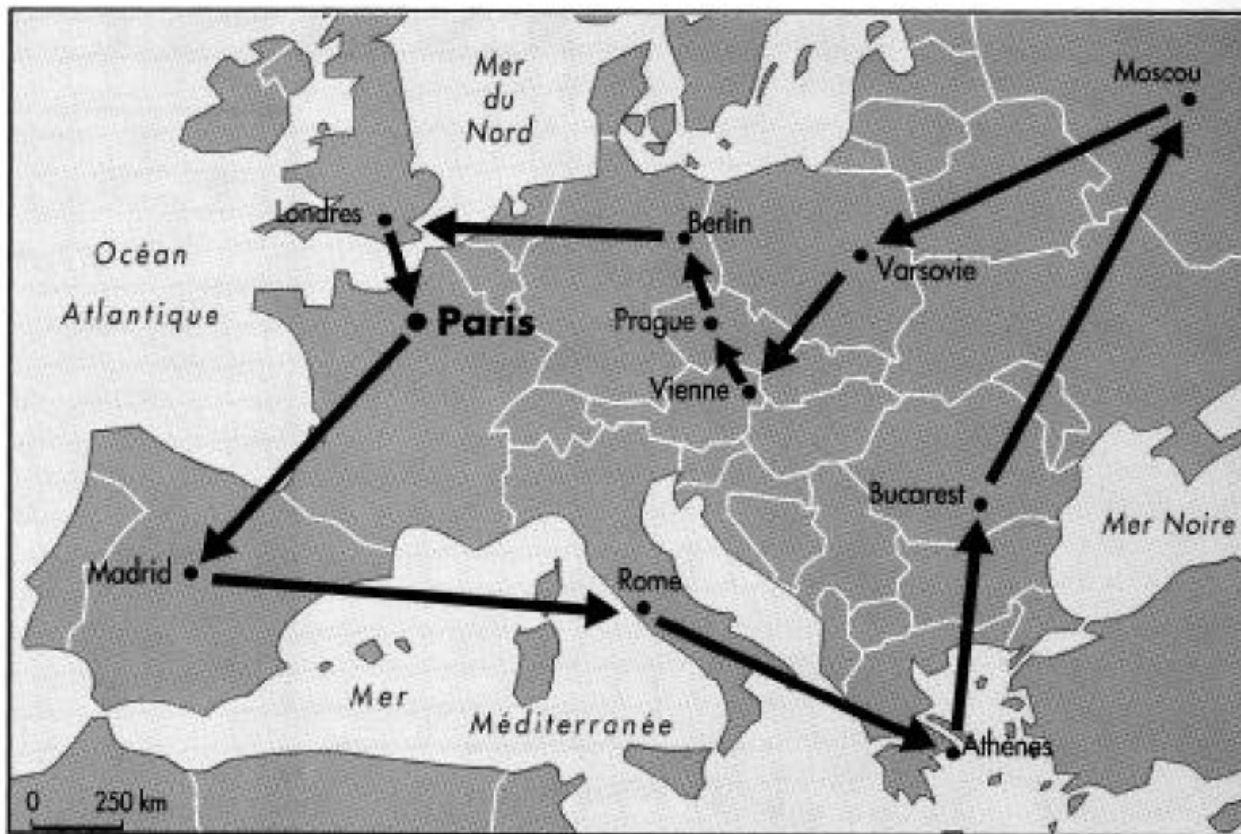 Mer
du
Nord
Moscou
Londres
Berlin
Océan
Atlantique
Varsovie
Paris
Prague
Vienne
Bucarest
Mer Noire
Madrid
Rome
Mer
Méditerranée
Athènes
0 250 km